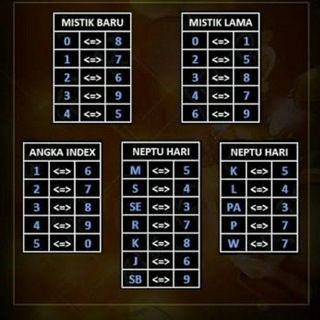 MISTIK BARU
0 <=> 8
1 <=> 7
2 <=> 6
3 <=> 9
4 <=> 5
MISTIK LAMA
0 <=> 1
2 <=> 5
3 <=> 8
4 <=> 7
6 <=> 9
ANGKA INDEX
1 <=> 6
2 <=> 7
3 <=> 8
4 <=> 9
5 <=> 0
NEPTU HARI
M <=> 5
S <=> 4
SE <=> 3
R <=> 7
K <=> 8
J <=> 6
SB <=> 9
NEPTU HARI
K <=> 5
L <=> 4
PA <=> 3
P <=> 7
W <=> 7